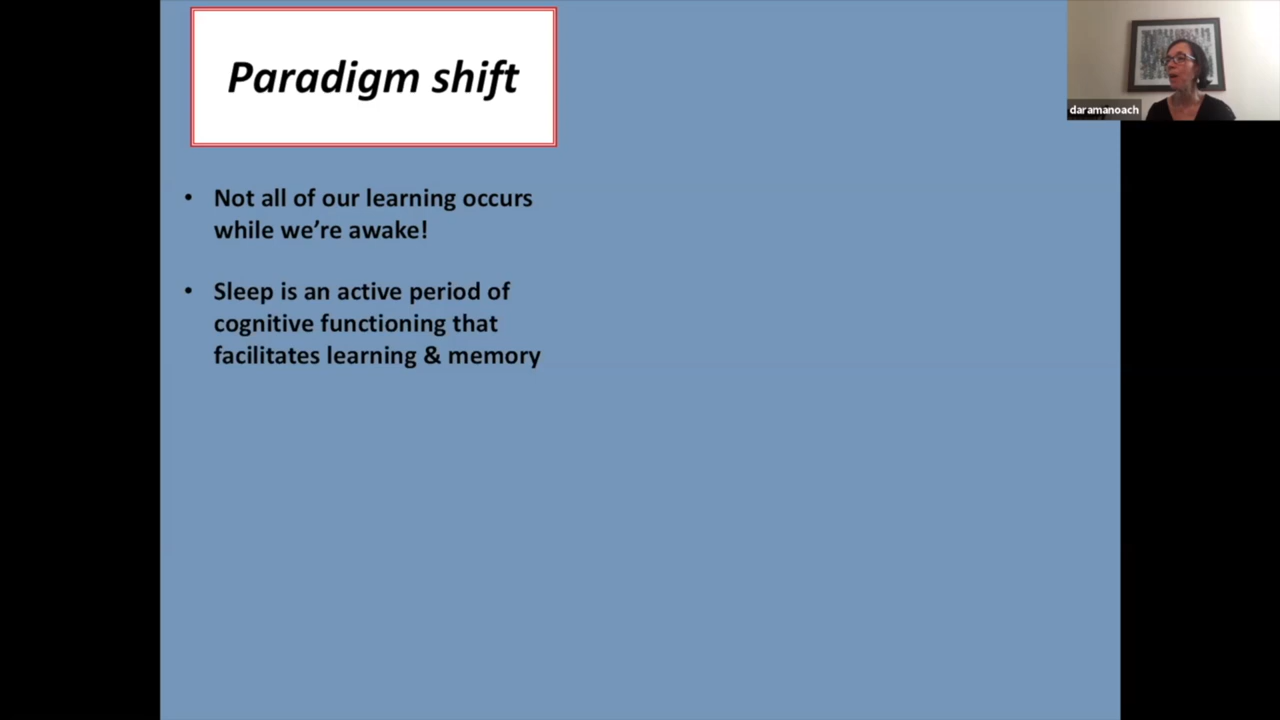 Paradigm shift
daramanoach
• Not all of our learning occurs
while we’re awake!
• Sleep is an active period of
cognitive functioning that
facilitates learning & memory